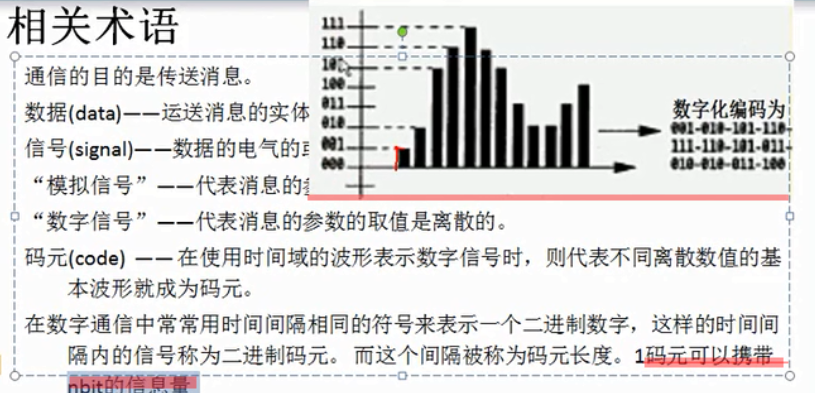 相关术语
通信的目的是传送消息。
数据(data)——运送消息的实体
信号(signal)——数据的电气的或
“模拟信号”——代表消息的参
“数字信号”——代表消息的参数的取值是离散的。
码元(code) —— 在使用时间域的波形表示数字信号时，则代表不同离散数值的基
本波形就成为码元。
在数字通信中常常用时间间隔相同的符号来表示一个二进制数字，这样的时间间
隔内的信号称为二进制码元。 而这个间隔被称为码元长度。1码元可以携带
nbit的信息量
111
110
101
100
011
010
001
000
数字化编码为
001-010-101-110-
111-110-101-011-
010-010-011-100